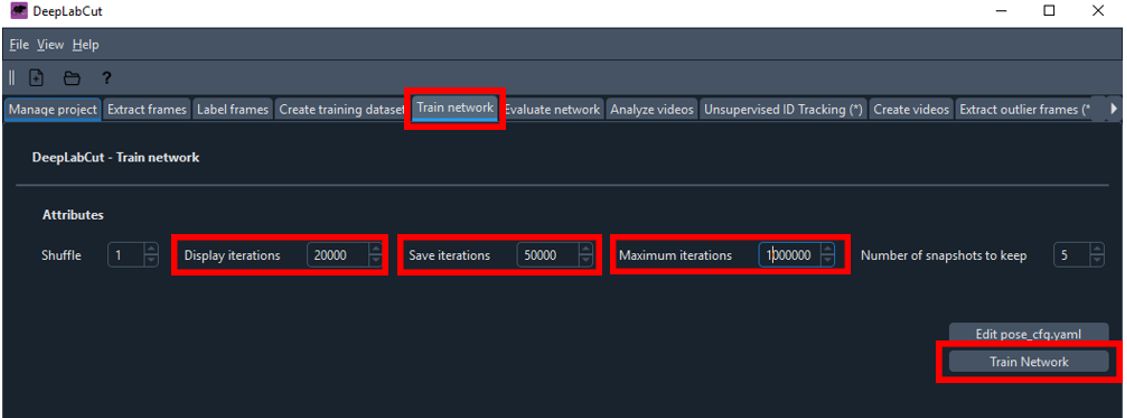 DeepLabCut
File View Help
?
Manage project Extract frames Label frames Create training dataset Train network Evaluate network Analyze videos Unsupervised ID Tracking (*) Create videos Extract outlier frames (*
DeepLabCut - Train network
Attributes
Shuffle 1 Display iterations 20000 Save iterations 50000 Maximum iterations 1000000 Number of snapshots to keep 5
Edit pose_cfg.yaml
Train Network